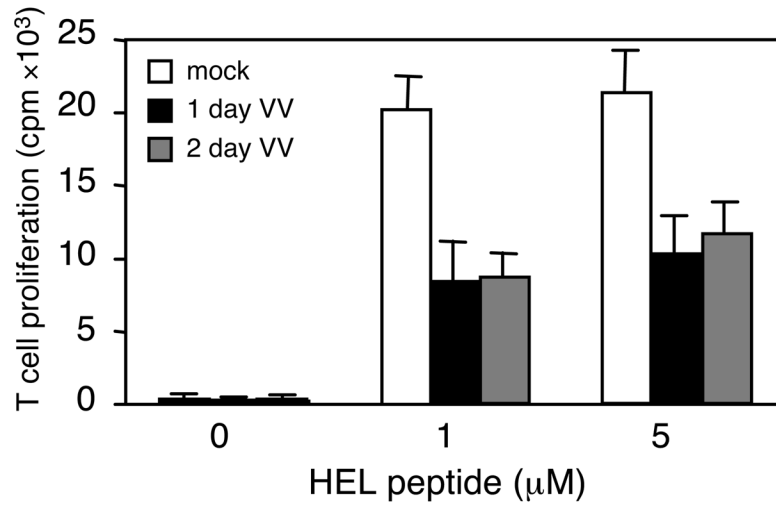 T cell proliferation (cpm ×10³)
25
20
15
10
5
0
mock
1 day VV
2 day VV
0 1 5
HEL peptide (μM)